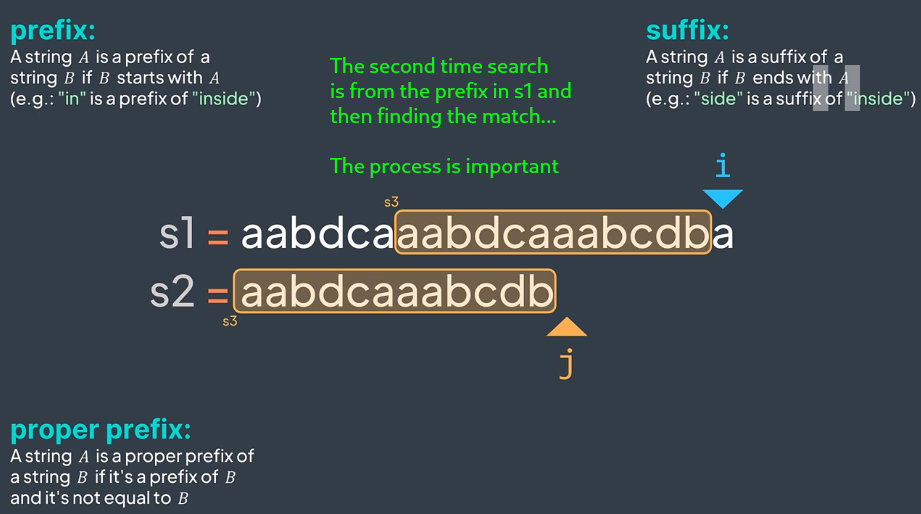 prefix:
A string A is a prefix of a
string B if B starts with A
(e.g.: "in" is a prefix of "inside")
The second time search
is from the prefix in s1 and
then finding the match...
The process is important
suffix:
A string A is a suffix of a
string B if B ends with A
(e.g.: "side" is a suffix of "inside")
i
s3
s1 = aabdcaaabdcaaabcdba
s2 = aabdcaaabcdb
s3
j
proper prefix:
A string A is a proper prefix of
a string B if it's a prefix of B
and it's not equal to B